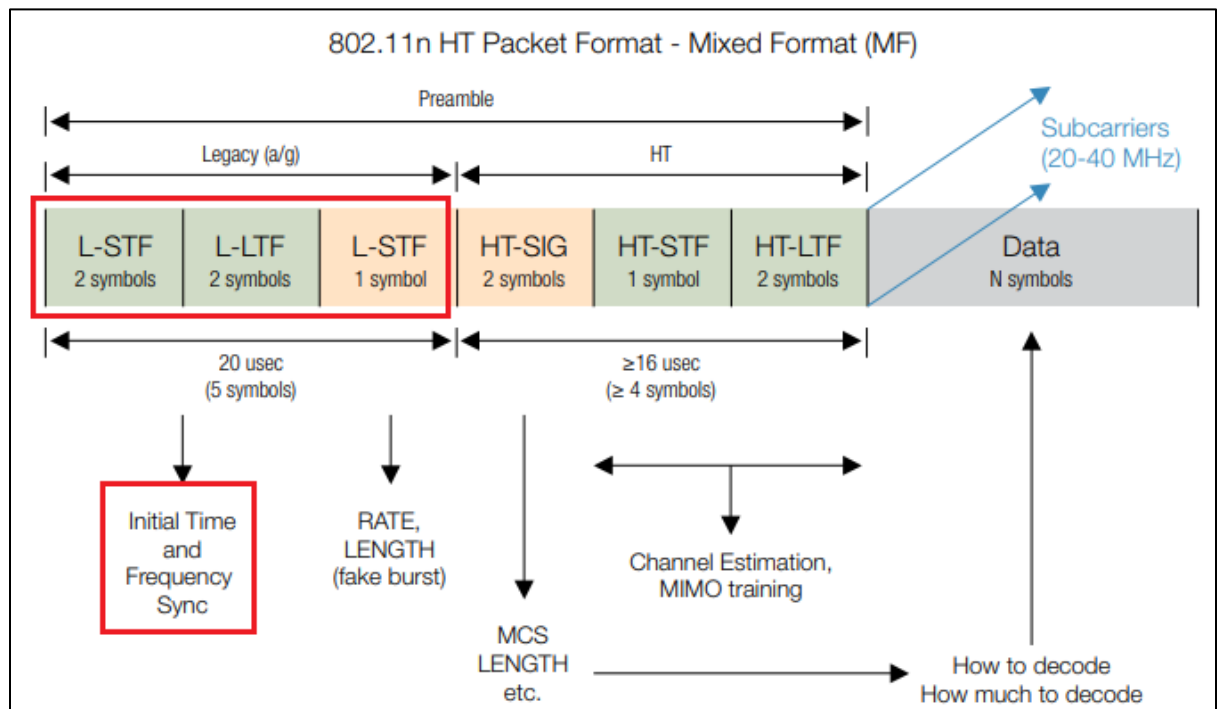 802.11n HT Packet Format - Mixed Format (MF)
Preamble
Subcarriers
(20-40 MHz)
Legacy (a/g)
HT
L-STF
2 symbols
L-LTF
2 symbols
L-STF
1 symbol
HT-SIG
2 symbols
HT-STF
1 symbol
HT-LTF
2 symbols
Data
N symbols
20 usec
(5 symbols)
≥16 usec
(≥ 4 symbols)
Initial Time
and
Frequency
Sync
RATE,
LENGTH
(fake burst)
Channel Estimation,
MIMO training
MCS
LENGTH
etc.
How to decode
How much to decode